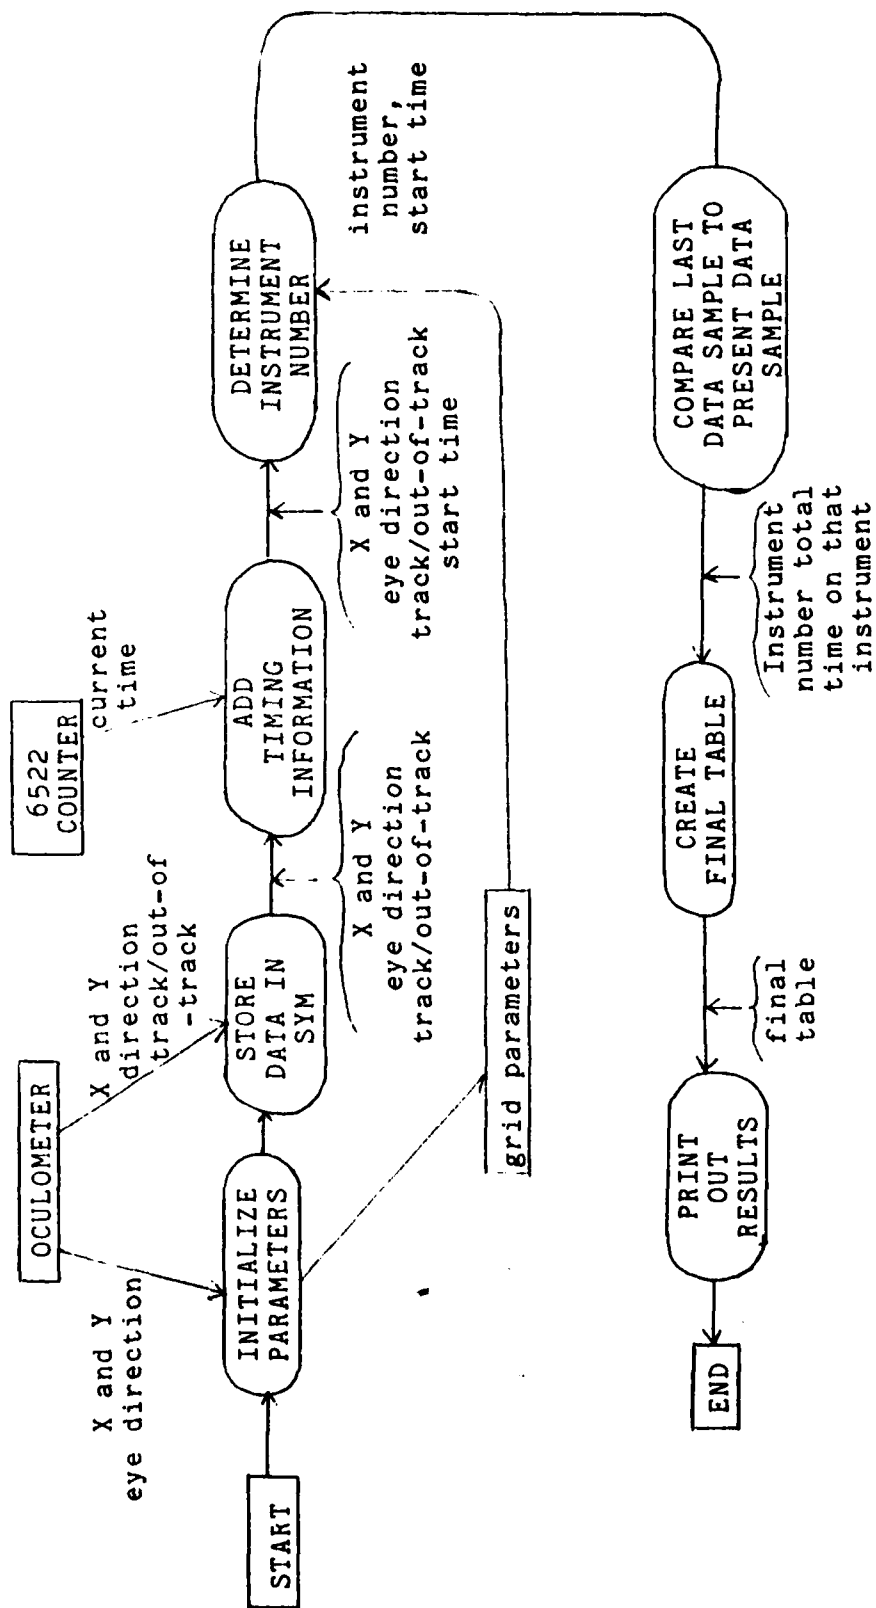 OCULOMETER
6522
COUNTER
X and Y
eye direction
X and Y
direction
track/out-of
-track
current
time
START
INITIALIZE
PARAMETERS
STORE
DATA IN
SYM
ADD
TIMING
INFORMATION
DETERMINE
INSTRUMENT
NUMBER
X and Y
eye direction
track/out-of-track
X and Y
eye direction
track/out-of-track
start time
instrument
number,
start time
grid parameters
END
PRINT
OUT
RESULTS
CREATE
FINAL TABLE
COMPARE LAST
DATA SAMPLE TO
PRESENT DATA
SAMPLE
final
table
Instrument
number total
time on that
instrument